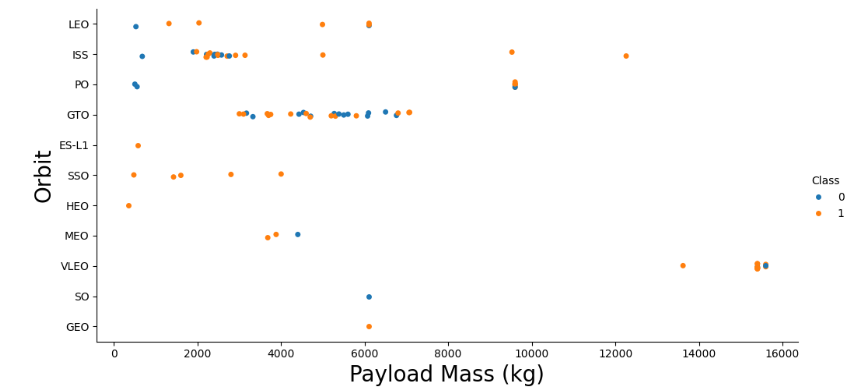 LEO
ISS
PO
GTO
ES-L1
SSO
HEO
MEO
VLEO
SO
GEO
Orbit
0
2000
4000
6000
8000
10000
12000
14000
16000
Payload Mass (kg)
Class
0
1